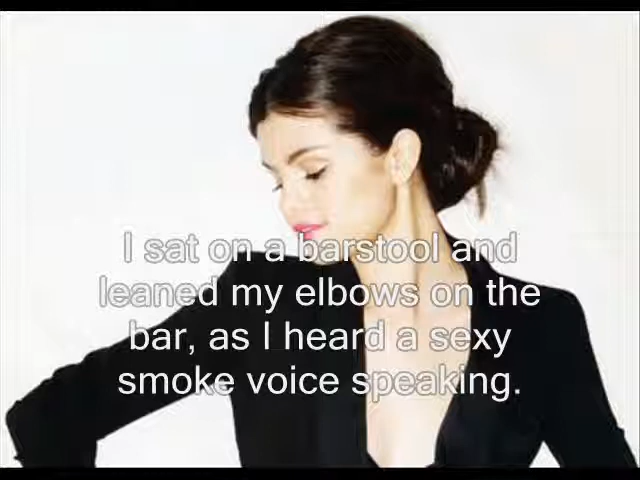 I sat on a barstool and
leaned my elbows on the
bar, as I heard a sexy
smoke voice speaking.